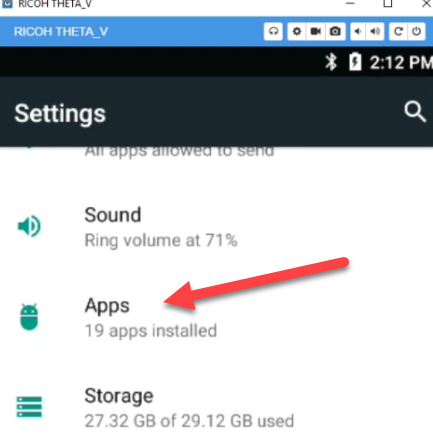 RICOH THETA_V
RICOH THETA_V
2:12 PM
Settings
All apps allowed to send
Sound
Ring volume at 71%
Apps
19 apps installed
Storage
27.32 GB of 29.12 GB used